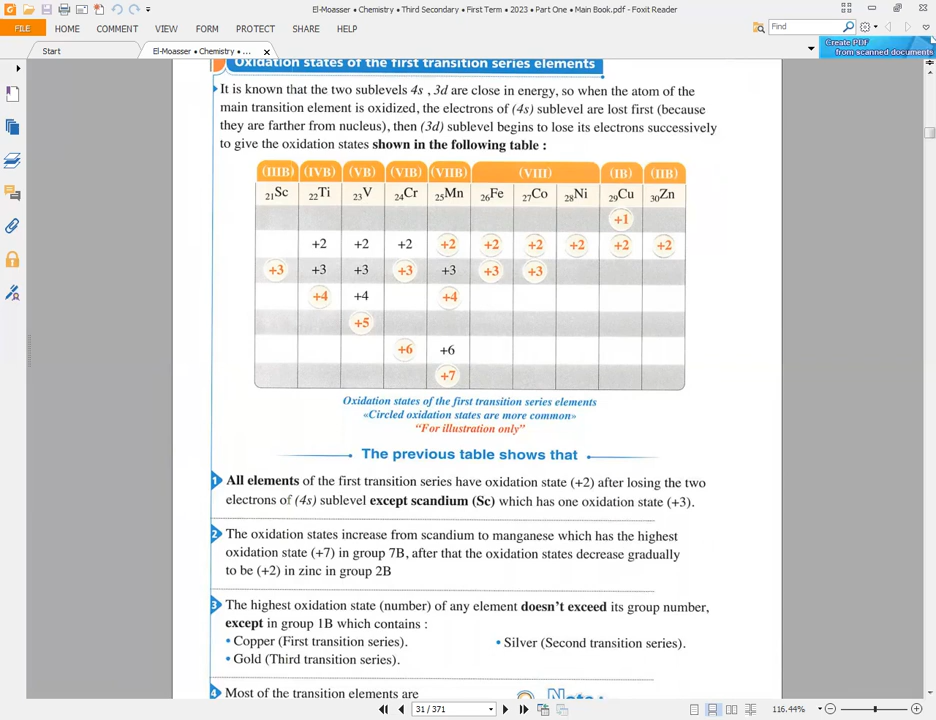 El-Moasser • Chemistry • Third Secondary • First Term • 2023 • Part One • Main Book.pdf - Foxit Reader
FILE HOME COMMENT VIEW FORM PROTECT SHARE HELP Find
Start El-Moasser • Chemistry • ... Create PDF
from scanned documents
Oxidation states of the first transition series elements
It is known that the two sublevels 4s , 3d are close in energy, so when the atom of the
main transition element is oxidized, the electrons of (4s) sublevel are lost first (because
they are farther from nucleus), then (3d) sublevel begins to lose its electrons successively
to give the oxidation states shown in the following table :
(IIIB) (IVB) (VB) (VIB) (VIIB) (VIII) (IB) (IIB)
21Sc 22Ti 23V 24Cr 25Mn 26Fe 27Co 28Ni 29Cu 30Zn
+1
+2 +2 +2 +2 +2 +2 +2 +2 +2
+3 +3 +3 +3 +3 +3 +3
+4 +4 +4
+5
+6 +6
+7
Oxidation states of the first transition series elements
«Circled oxidation states are more common»
"For illustration only"
The previous table shows that
1 All elements of the first transition series have oxidation state (+2) after losing the two
electrons of (4s) sublevel except scandium (Sc) which has one oxidation state (+3).
2 The oxidation states increase from scandium to manganese which has the highest
oxidation state (+7) in group 7B, after that the oxidation states decrease gradually
to be (+2) in zinc in group 2B
3 The highest oxidation state (number) of any element doesn't exceed its group number,
except in group 1B which contains :
• Copper (First transition series). • Silver (Second transition series).
• Gold (Third transition series).
4 Most of the transition elements are Note :
31 / 371 116.44%